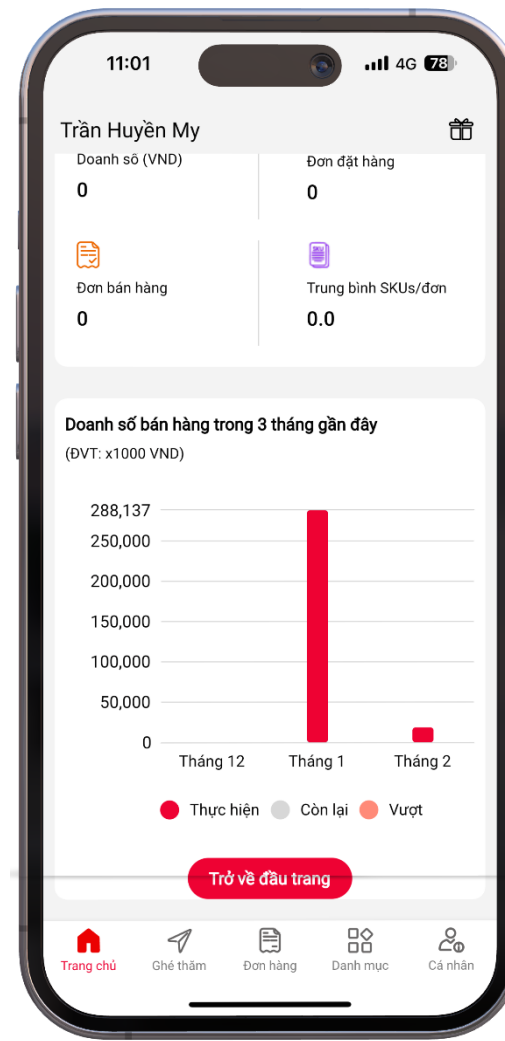 11:01
4G 78
Trần Huyền My
Doanh số (VND)
Đơn đặt hàng
0
0
SKU
Đơn bán hàng
Trung bình SKUs/đơn
0
0.0
Doanh số bán hàng trong 3 tháng gần đây
(ĐVT: x1000 VND)
288,137
250,000
200,000
150,000
100,000
50,000
0
Tháng 12 Tháng 1 Tháng 2
Thực hiện Còn lại Vượt
Trở về đầu trang
Trang chủ Ghé thăm Đơn hàng Danh mục Cá nhân